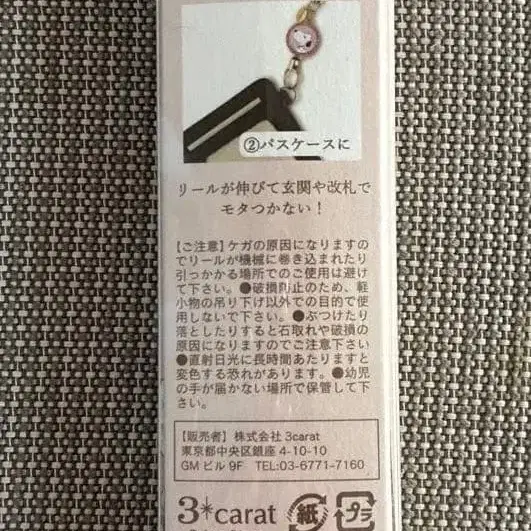 ②パスケースに
リールが伸びて玄関や改札で
モタつかない！
【ご注意】ケガの原因になりますの
でリールが機械に巻き込まれたり
引っかかる場所でのご使用は避け
て下さい。●破損防止のため、軽
小物の吊り下げ以外での目的で使
用しないで下さい。●ぶつけたり
落としたりすると石取れや破損の
原因になりますのでご注意下さい
●直射日光に長時間あたりますと
変色する恐れがあります。●幼児
の手が届かない場所で保管して下
さい。
【販売者】株式会社 3carat
東京都中央区銀座 4-10-10
GM ビル 9F TEL:03-6771-7160
3*carat 紙 プラ